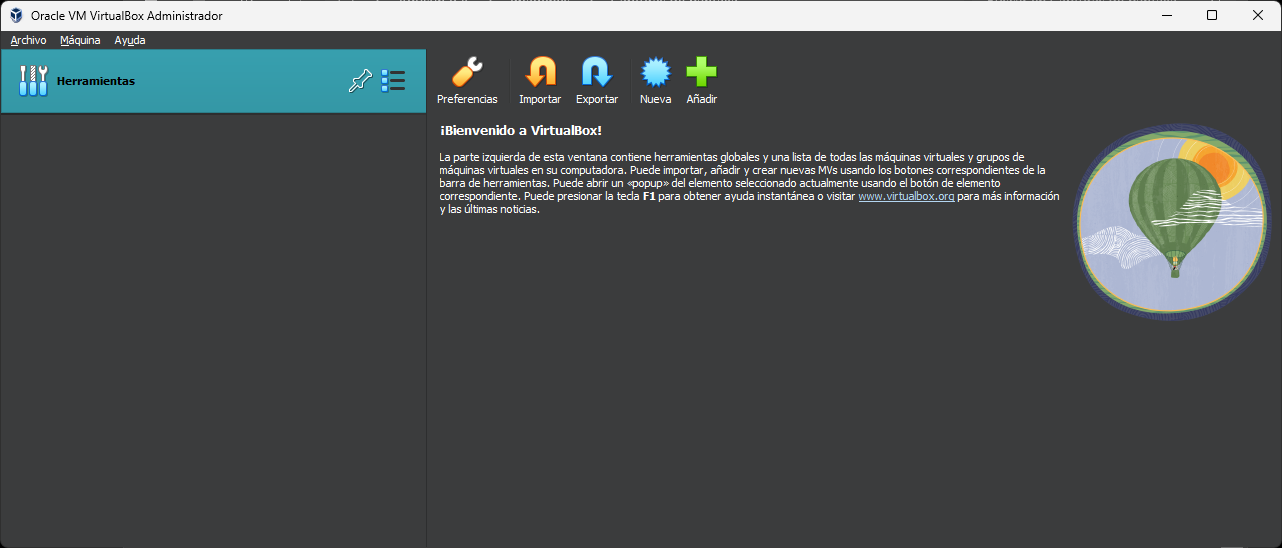 Oracle VM VirtualBox Administrador
Archivo Máquina Ayuda
Herramientas
Preferencias Importar Exportar Nueva Añadir
¡Bienvenido a VirtualBox!
La parte izquierda de esta ventana contiene herramientas globales y una lista de todas las máquinas virtuales y grupos de
máquinas virtuales en su computadora. Puede importar, añadir y crear nuevas MVs usando los botones correspondientes de la
barra de herramientas. Puede abrir un «popup» del elemento seleccionado actualmente usando el botón de elemento
correspondiente. Puede presionar la tecla F1 para obtener ayuda instantánea o visitar www.virtualbox.org para más información
y las últimas noticias.